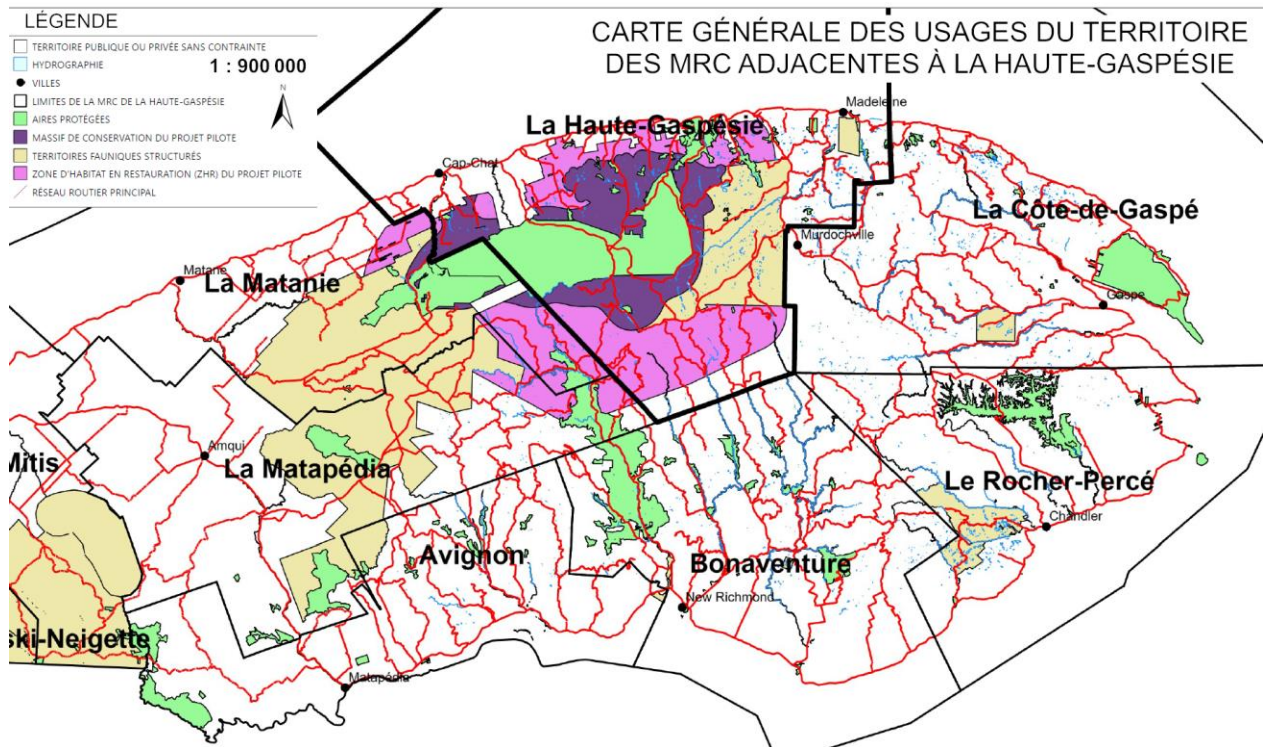 LÉGENDE
TERRITOIRE PUBLIQUE OU PRIVÉE SANS CONTRAINTE
HYDROGRAPHIE
1 : 900 000
VILLES
N
LIMITES DE LA MRC DE LA HAUTE-GASPÉSIE
AIRES PROTÉGÉES
MASSIF DE CONSERVATION DU PROJET PILOTE
TERRITOIRES FAUNIQUES STRUCTURÉS
ZONE D'HABITAT EN RESTAURATION (ZHR) DU PROJET PILOTE
RÉSEAU ROUTIER PRINCIPAL
CARTE GÉNÉRALE DES USAGES DU TERRITOIRE
DES MRC ADJACENTES À LA HAUTE-GASPÉSIE
Madeleine
La Haute-Gaspésie
Cap-Chat
La Côte-de-Gaspé
Murdochville
Matane
La Matanie
Gaspe
Amqui
Mitis
La Matapédia
Le Rocher-Percé
Chandler
Avignon
Bonaventure
New Richmond
ski-Neigette
Matapédia